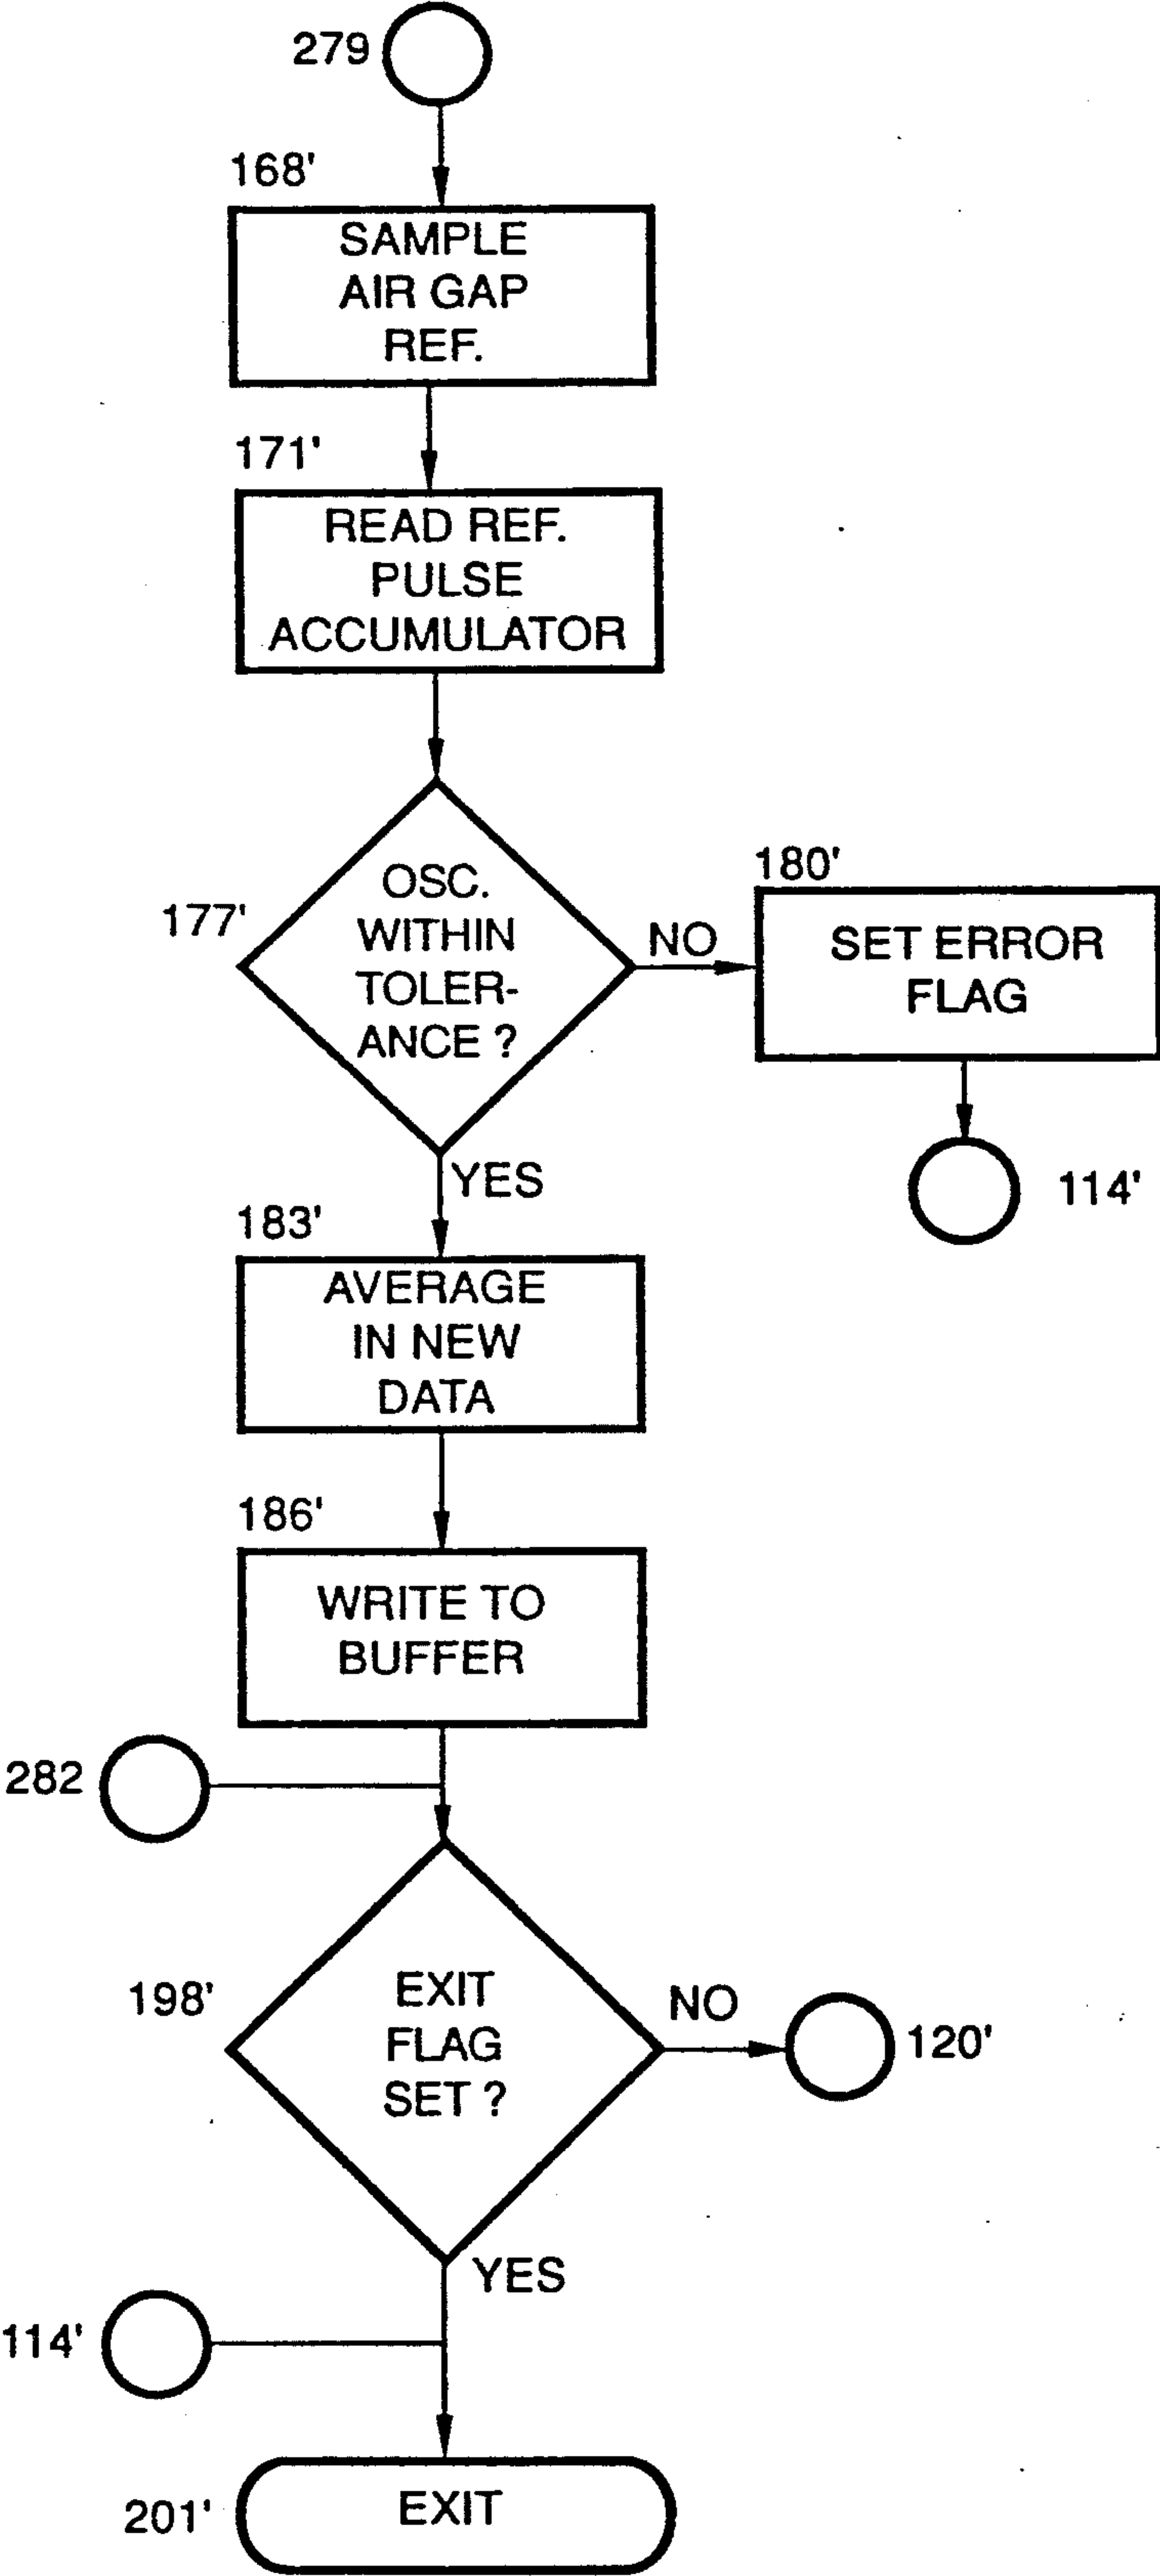 279
168'
SAMPLE
AIR GAP
REF.
171'
READ REF.
PULSE
ACCUMULATOR
177'
OSC.
WITHIN
TOLER-
ANCE ?
NO
180'
SET ERROR
FLAG
114'
YES
183'
AVERAGE
IN NEW
DATA
186'
WRITE TO
BUFFER
282
198'
EXIT
FLAG
SET ?
NO
120'
YES
114'
201'
EXIT